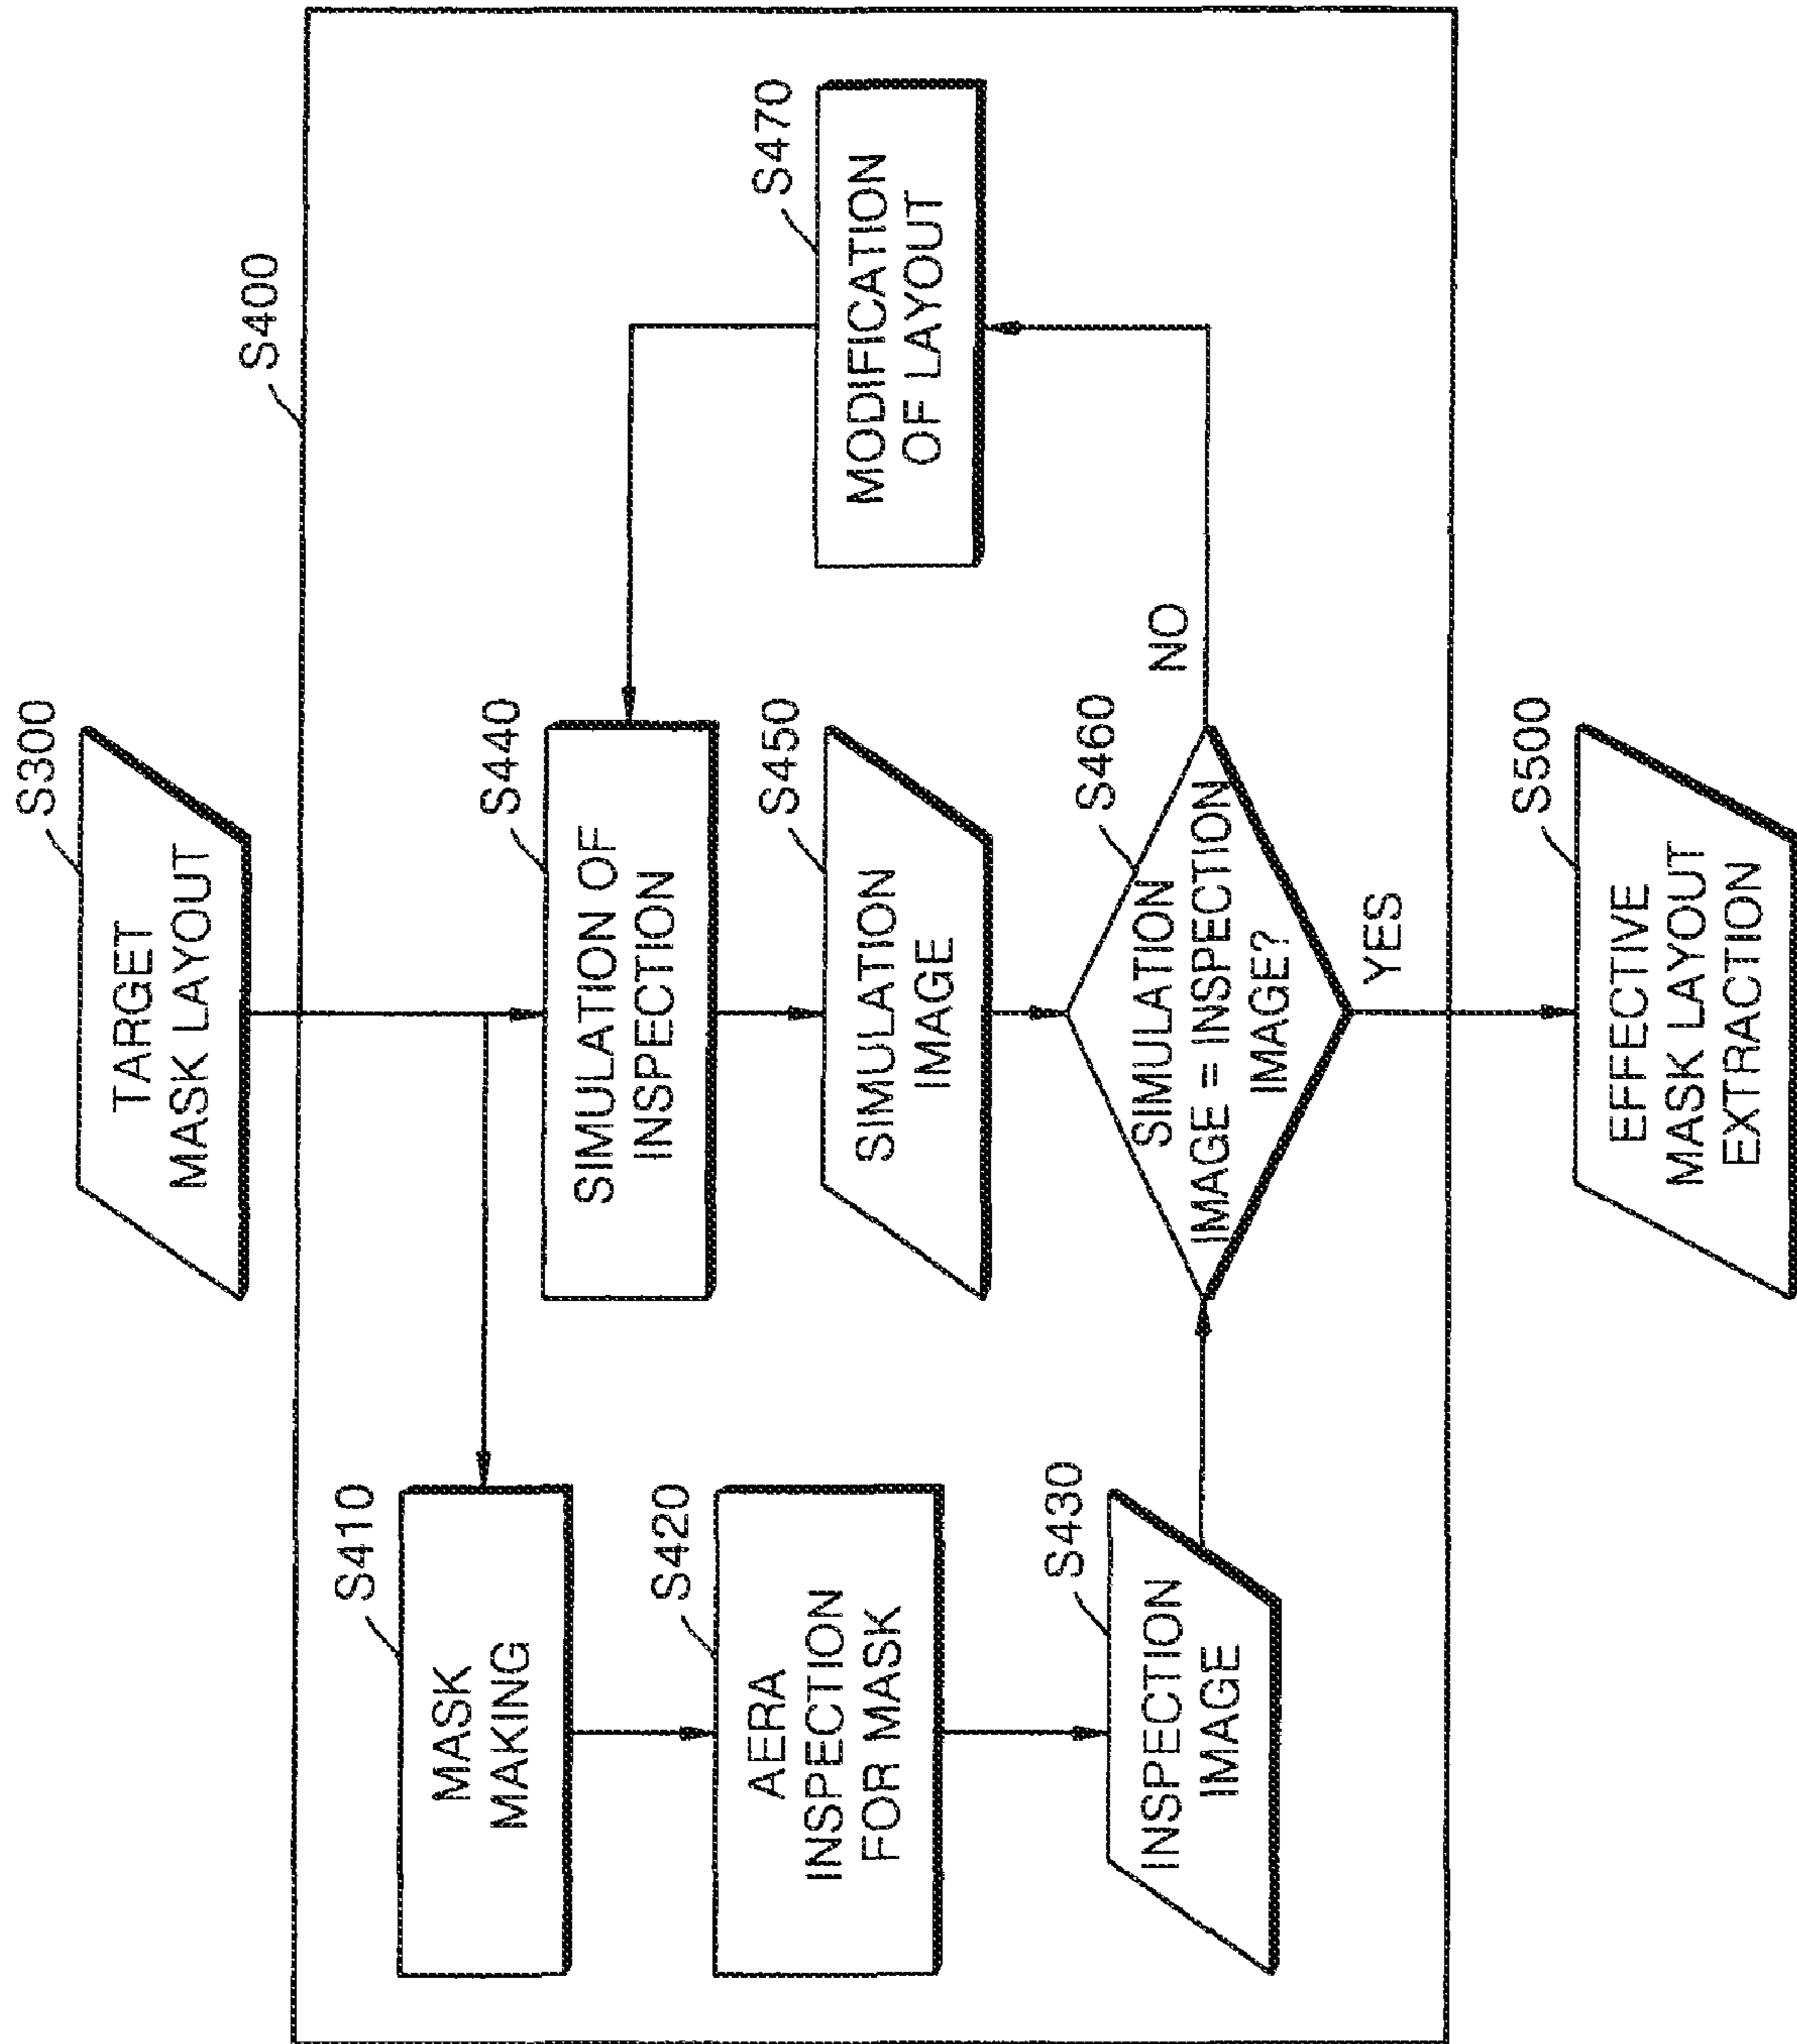 S300
TARGET
MASK LAYOUT
S400
S410
MASK
MAKING
S420
AERA
INSPECTION
FOR MASK
S430
INSPECTION
IMAGE
S440
SIMULATION OF
INSPECTION
S450
SIMULATION
IMAGE
S460
SIMULATION
IMAGE = INSPECTION
IMAGE?
NO
YES
S470
MODIFICATION
OF LAYOUT
S500
EFFECTIVE
MASK LAYOUT
EXTRACTION